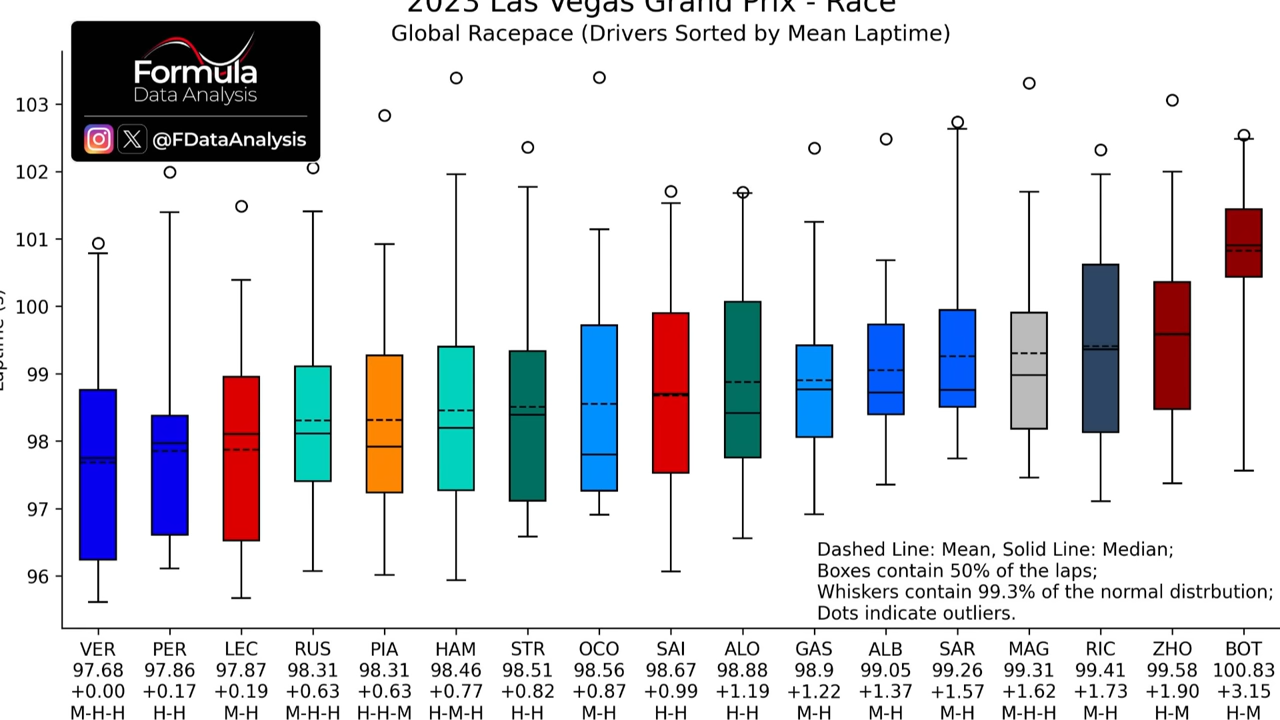 2023 Las Vegas Grand Prix - Race
Global Racepace (Drivers Sorted by Mean Laptime)
Formula
Data Analysis
@FDataAnalysis
Laptime (s)
103
102
101
100
99
98
97
96
Dashed Line: Mean, Solid Line: Median;
Boxes contain 50% of the laps;
Whiskers contain 99.3% of the normal distrbution;
Dots indicate outliers.
VER PER LEC RUS PIA HAM STR OCO SAI ALO GAS ALB SAR MAG RIC ZHO BOT
97.68 97.86 97.87 98.31 98.31 98.46 98.51 98.56 98.67 98.88 98.9 99.05 99.26 99.31 99.41 99.58 100.83
+0.00 +0.17 +0.19 +0.63 +0.63 +0.77 +0.82 +0.87 +0.99 +1.19 +1.22 +1.37 +1.57 +1.62 +1.73 +1.90 +3.15
M-H-H H-H M-H M-H-H H-H-M H-M-H H-H M-H M-H H-H M-H M-H M-H M-H-H M-H H-M H-M